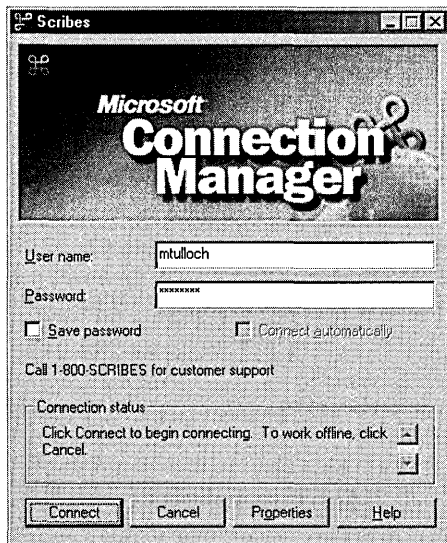 Scribes
Microsoft
Connection
Manager
User name:
mtulloch
Password:
xxxxxxxx
Save password
Connect automatically
Call 1-800-SCRIBES for customer support
Connection status
Click Connect to begin connecting. To work offline, click
Cancel.
Connect Cancel Properties Help